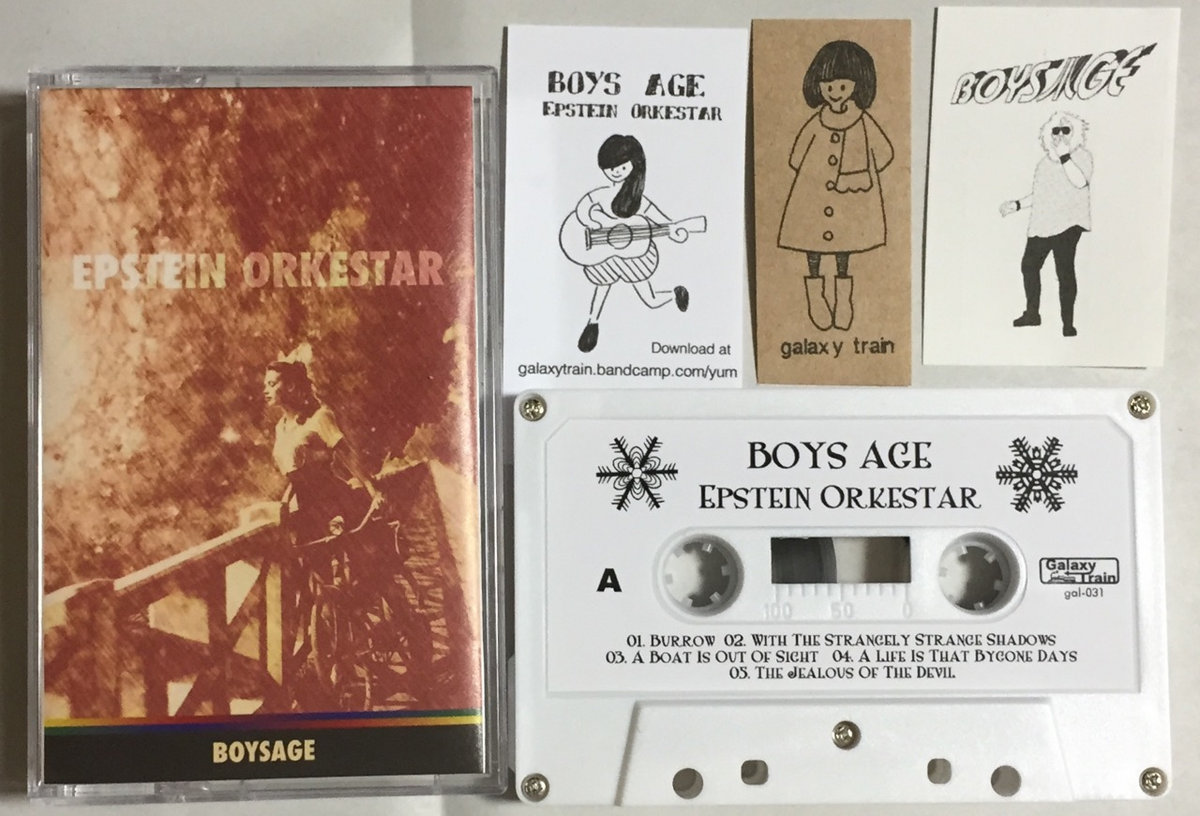 EPSTEIN ORKESTAR
BOYSAGE
BOYS AGE
EPSTEIN ORKESTAR
Download at
galaxytrain.bandcamp.com/yum
galaxy train
BOYSAGE
BOYS AGE
EPSTEIN ORKESTAR
A
100 50 0
Galaxy
Train
gal-031
01. BURROW 02. WITH THE STRANGELY STRANGE SHADOWS
03. A BOAT IS OUT OF SIGHT 04. A LIFE IS THAT BYGONE DAYS
05. THE JEALOUS OF THE DEVIL